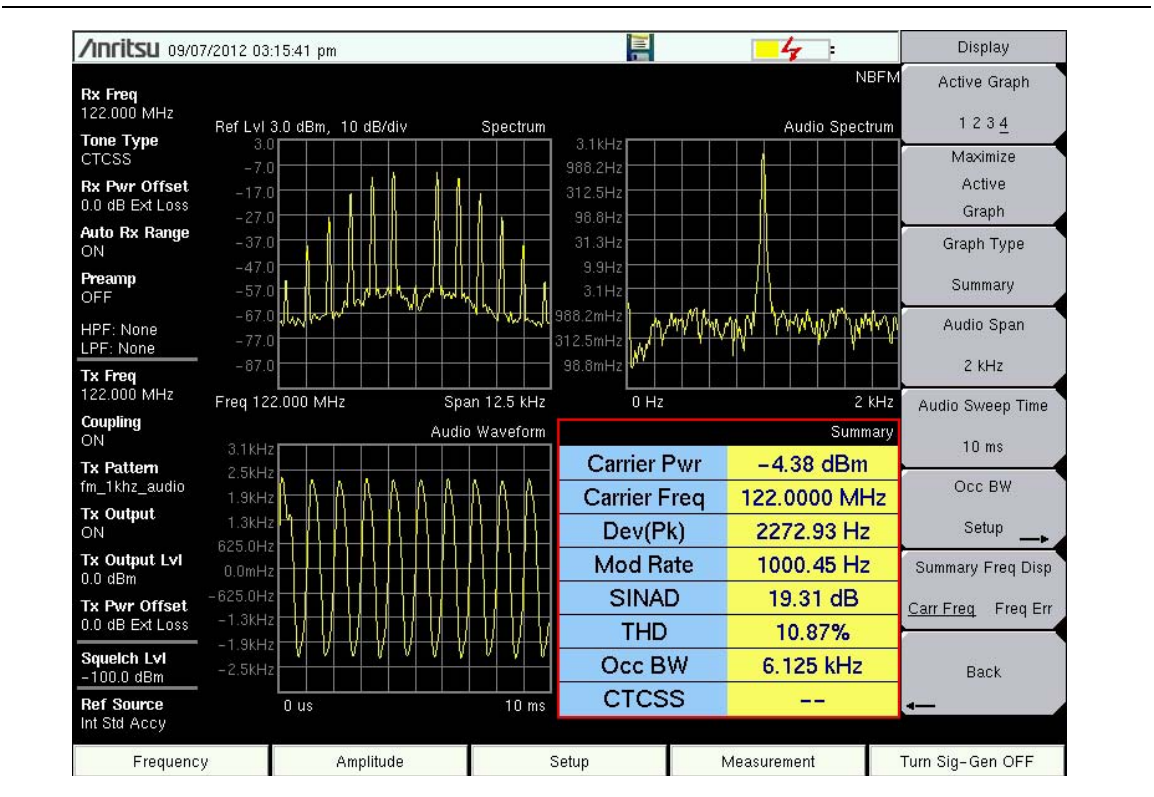 /Inritsu 09/07/2012 03:15:41 pm
Display
NBFM
Rx Freq
122.000 MHz
Tone Type
CTCSS
Rx Pwr Offset
0.0 dB Ext Loss
Auto Rx Range
ON
Preamp
OFF
HPF: None
LPF: None
Tx Freq
122.000 MHz
Coupling
ON
Tx Pattern
fm_1khz_audio
Tx Output
ON
Tx Output Lvl
0.0 dBm
Tx Pwr Offset
0.0 dB Ext Loss
Squelch Lvl
-100.0 dBm
Ref Source
Int Std Accy
Ref Lvl 3.0 dBm, 10 dB/div Spectrum
3.0
-7.0
-17.0
-27.0
-37.0
-47.0
-57.0
-67.0
-77.0
-87.0
Freq 122.000 MHz Span 12.5 kHz
Audio Spectrum
3.1kHz
988.2Hz
312.5Hz
98.8Hz
31.3Hz
9.9Hz
3.1Hz
988.2mHz
312.5mHz
98.8mHz
0 Hz 2 kHz
Audio Waveform
3.1kHz
2.5kHz
1.9kHz
1.3kHz
625.0Hz
0.0mHz
-625.0Hz
-1.3kHz
-1.9kHz
-2.5kHz
0 us 10 ms
Summary
Carrier Pwr -4.38 dBm
Carrier Freq 122.0000 MHz
Dev(Pk) 2272.93 Hz
Mod Rate 1000.45 Hz
SINAD 19.31 dB
THD 10.87%
Occ BW 6.125 kHz
CTCSS --
Active Graph
1 2 3 4
Maximize
Active
Graph
Graph Type
Summary
Audio Span
2 kHz
Audio Sweep Time
10 ms
Occ BW
Setup
Summary Freq Disp
Carr Freq Freq Err
Back
Frequency Amplitude Setup Measurement Turn Sig-Gen OFF